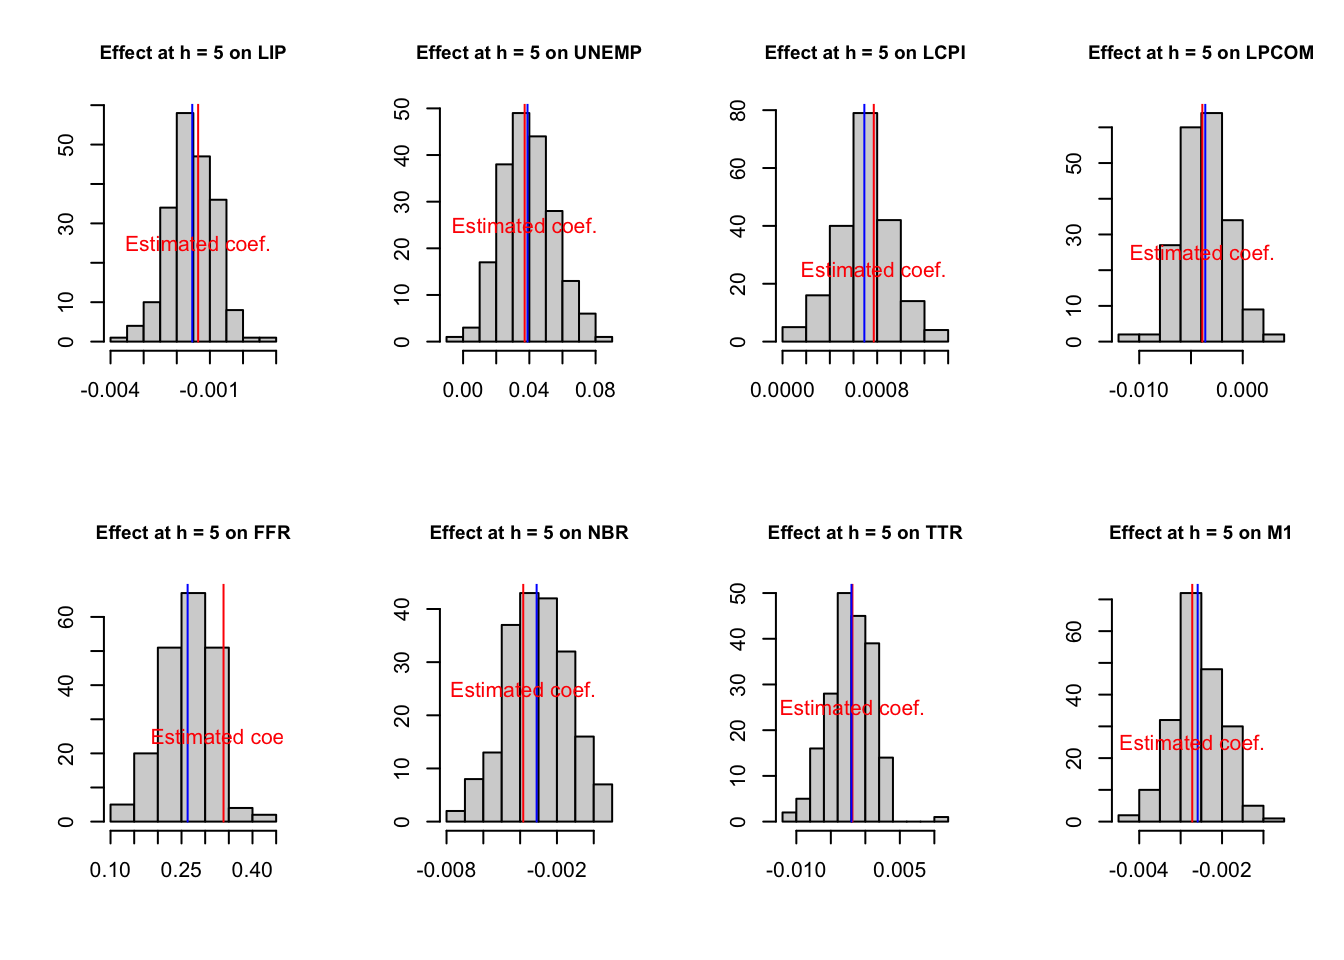 Effect at h = 5 on LIP
0 10 30 50
Estimated coef.
-0.004 -0.001
Effect at h = 5 on UNEMP
0 10 20 30 40 50
Estimated coef.
0.00 0.04 0.08
Effect at h = 5 on LCPI
0 20 40 60 80
Estimated coef.
0.0000 0.0008
Effect at h = 5 on LPCOM
0 10 30 50
Estimated coef.
-0.010 0.000
Effect at h = 5 on FFR
0 20 40 60
Estimated coe
0.10 0.25 0.40
Effect at h = 5 on NBR
0 10 20 30 40
Estimated coef.
-0.008 -0.002
Effect at h = 5 on TTR
0 10 20 30 40 50
Estimated coef.
-0.010 0.005
Effect at h = 5 on M1
0 20 40 60
Estimated coef.
-0.004 -0.002